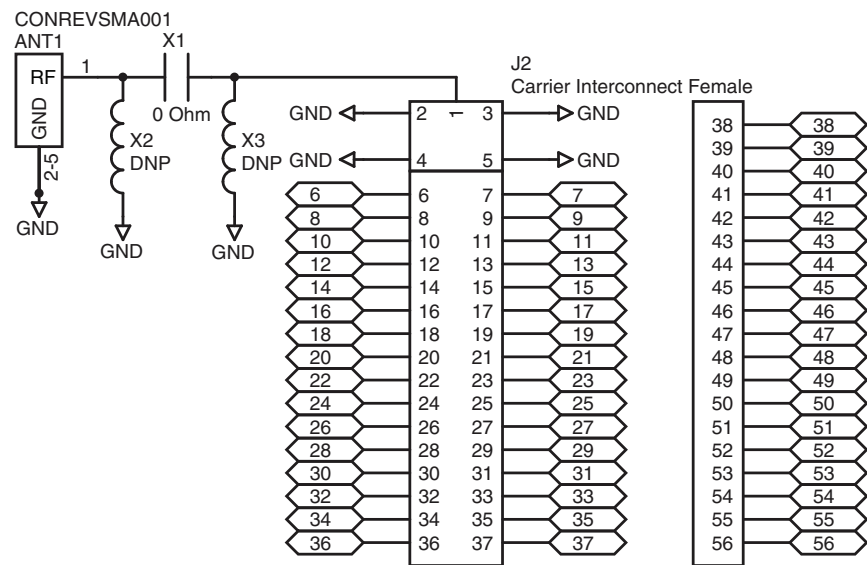 CONREVSMA001
ANT1
X1
RF
1
GND
2-5
GND
0 Ohm
X2
DNP
GND
X3
DNP
GND
J2
Carrier Interconnect Female
GND 2 1 3 GND
GND 4 5 GND
6 6 7 7
8 8 9 9
10 10 11 11
12 12 13 13
14 14 15 15
16 16 17 17
18 18 19 19
20 20 21 21
22 22 23 23
24 24 25 25
26 26 27 27
28 28 29 29
30 30 31 31
32 32 33 33
34 34 35 35
36 36 37 37
38 38
39 39
40 40
41 41
42 42
43 43
44 44
45 45
46 46
47 47
48 48
49 49
50 50
51 51
52 52
53 53
54 54
55 55
56 56